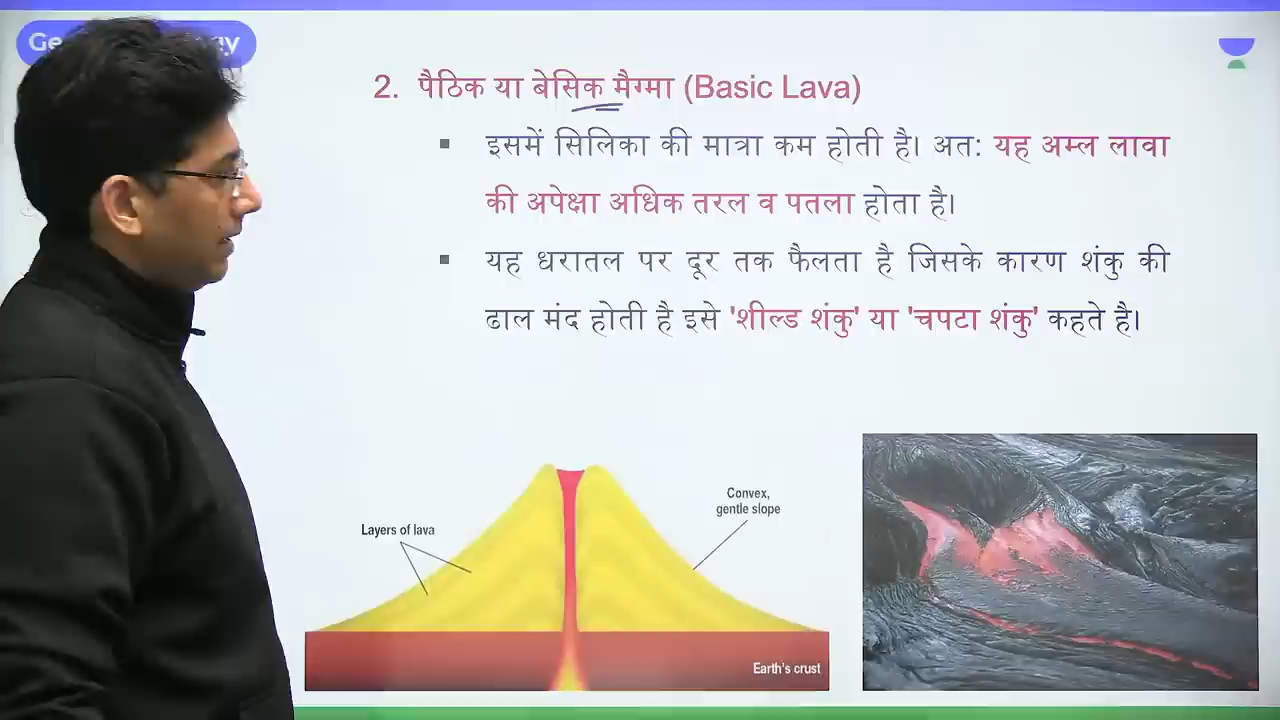 2. पैठिक या बेसिक मैग्मा (Basic Lava)
▪ इसमें सिलिका की मात्रा कम होती है। अत: यह अम्ल लावा
की अपेक्षा अधिक तरल व पतला होता है।
▪ यह धरातल पर दूर तक फैलता है जिसके कारण शंकु की
ढाल मंद होती है इसे 'शील्ड शंकु' या 'चपटा शंकु' कहते है।
Layers of lava
Convex,
gentle slope
Earth's crust